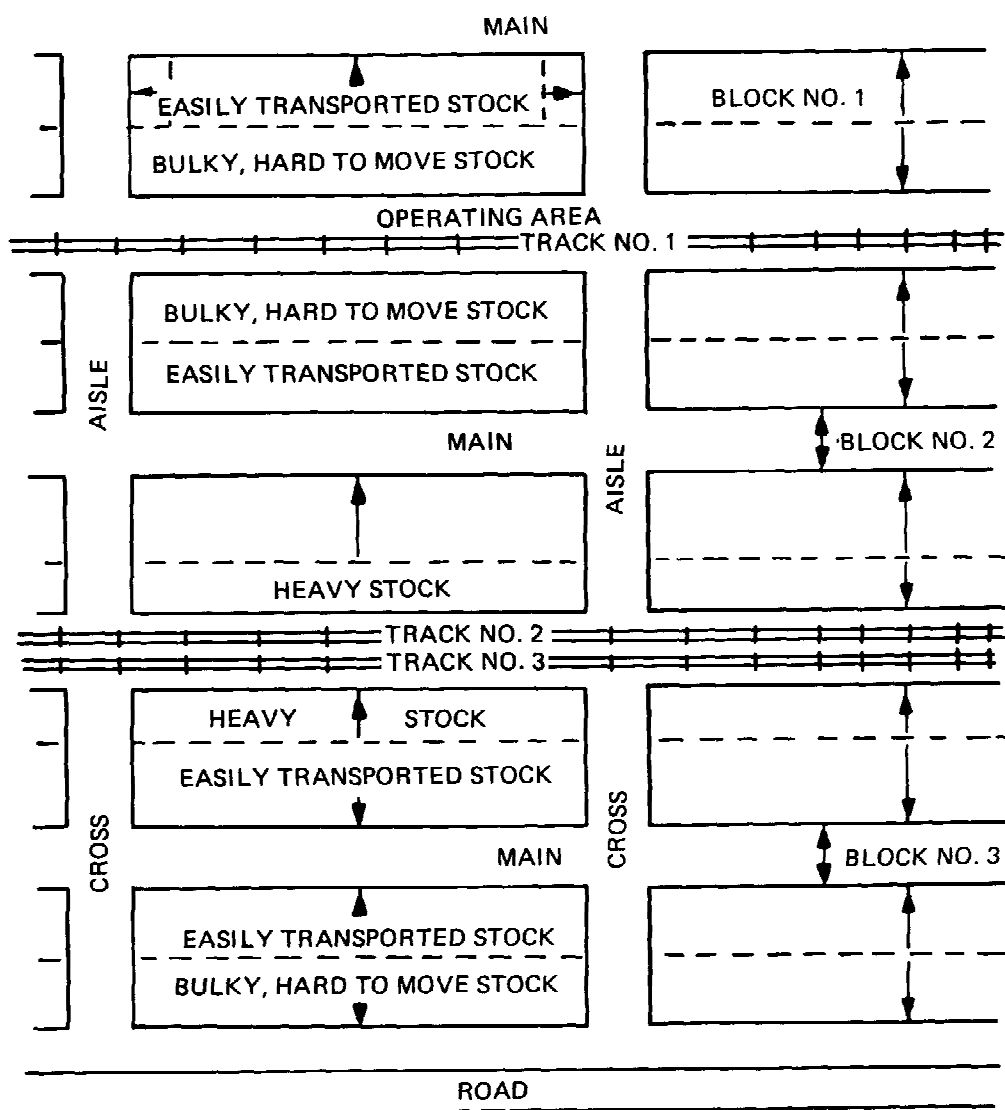 MAIN
EASILY TRANSPORTED STOCK
BLOCK NO. 1
BULKY, HARD TO MOVE STOCK
OPERATING AREA
TRACK NO. 1
BULKY, HARD TO MOVE STOCK
EASILY TRANSPORTED STOCK
AISLE
MAIN
AISLE
BLOCK NO. 2
HEAVY STOCK
TRACK NO. 2
TRACK NO. 3
HEAVY STOCK
EASILY TRANSPORTED STOCK
CROSS
MAIN
CROSS
BLOCK NO. 3
EASILY TRANSPORTED STOCK
BULKY, HARD TO MOVE STOCK
ROAD